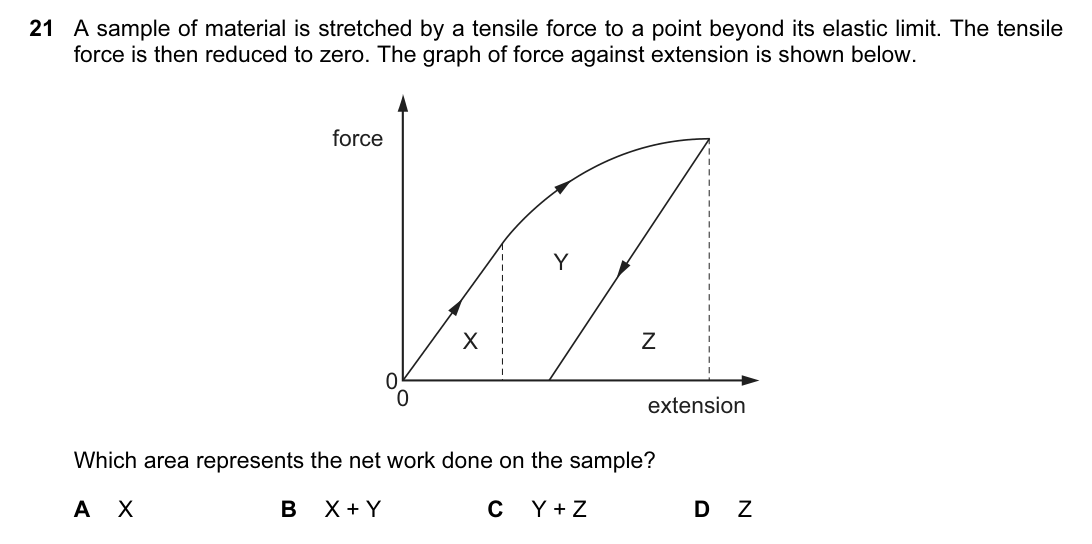 21 A sample of material is stretched by a tensile force to a point beyond its elastic limit. The tensile
force is then reduced to zero. The graph of force against extension is shown below.
force
Y
X
Z
0
0
extension
Which area represents the net work done on the sample?
A X B X + Y C Y + Z D Z